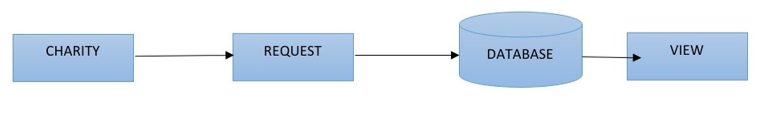 CHARITY
REQUEST
DATABASE
VIEW